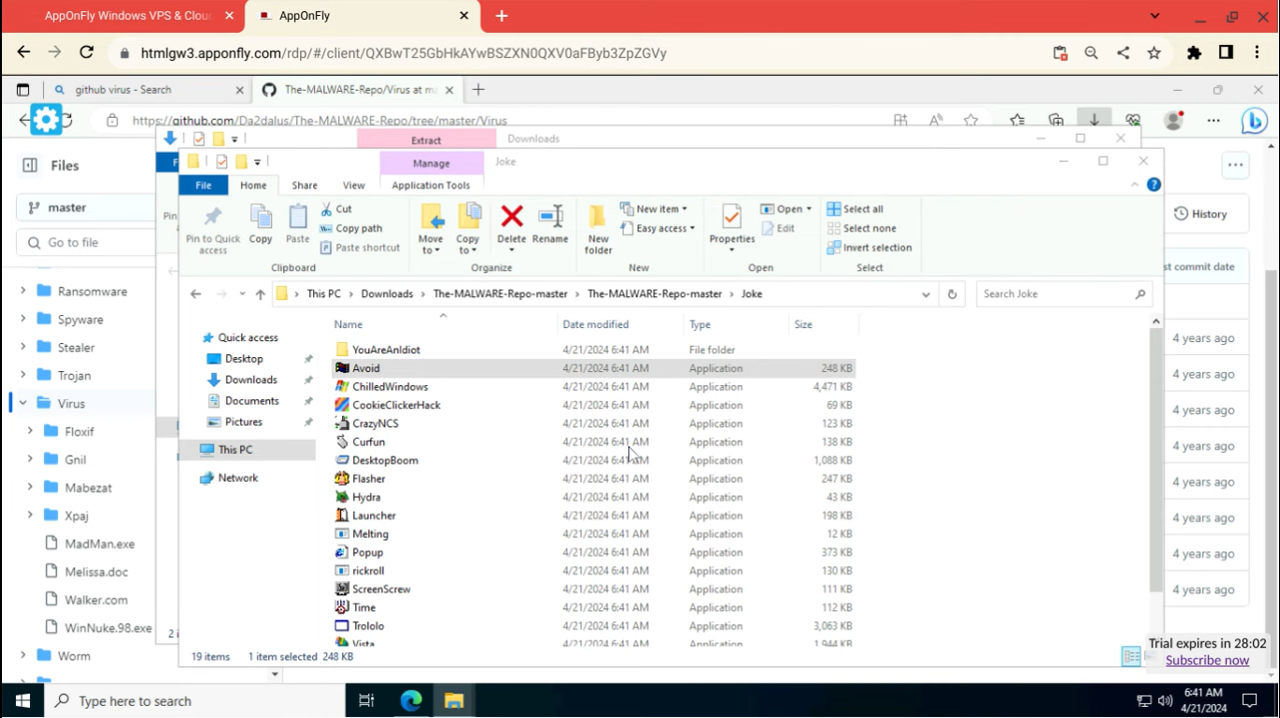 AppOnFly Windows VPS & Clou
AppOnFly
htmlgw3.apponfly.com/rdp/#/client/QXBwT25GbHkAYwBSZXN0QXV0aFByb3ZpZGVy
github virus - Search
The-MALWARE-Repo/Virus at ma
https://github.com/Da2dalus/The-MALWARE-Repo/tree/master/Virus
Extract
Downloads
Files
Manage
Joke
File
Home
Share
View
Application Tools
master
Go to file
History
Pin to Quick access
Copy
Paste
Cut
Copy path
Paste shortcut
Move to
Copy to
Delete
Rename
New folder
New item
Easy access
Properties
Open
Edit
Select all
Select none
Invert selection
Clipboard
Organize
New
Open
Select
st commit date
This PC
Downloads
The-MALWARE-Repo-master
The-MALWARE-Repo-master
Joke
Search Joke
Name
Date modified
Type
Size
Ransomware
Spyware
Stealer
Trojan
Virus
Floxif
Gnil
Mabezat
Xpaj
MadMan.exe
Melissa.doc
Walker.com
WinNuke.98.exe
Worm
Quick access
Desktop
Downloads
Documents
Pictures
This PC
Network
YouAreAnIdiot 4/21/2024 6:41 AM File folder
Avoid 4/21/2024 6:41 AM Application 248 KB
ChilledWindows 4/21/2024 6:41 AM Application 4,471 KB
CookieClickerHack 4/21/2024 6:41 AM Application 69 KB
CrazyNCS 4/21/2024 6:41 AM Application 123 KB
Curfun 4/21/2024 6:41 AM Application 138 KB
DesktopBoom 4/21/2024 6:41 AM Application 1,088 KB
Flasher 4/21/2024 6:41 AM Application 247 KB
Hydra 4/21/2024 6:41 AM Application 43 KB
Launcher 4/21/2024 6:41 AM Application 198 KB
Melting 4/21/2024 6:41 AM Application 12 KB
Popup 4/21/2024 6:41 AM Application 373 KB
rickroll 4/21/2024 6:41 AM Application 130 KB
ScreenScrew 4/21/2024 6:41 AM Application 111 KB
Time 4/21/2024 6:41 AM Application 112 KB
Trololo 4/21/2024 6:41 AM Application 3,063 KB
Vista 4/21/2024 6:41 AM Application 1,944 KB
4 years ago
4 years ago
4 years ago
4 years ago
4 years ago
4 years ago
4 years ago
4 years ago
19 items
1 item selected 248 KB
Trial expires in 28:02
Subscribe now
Type here to search
6:41 AM
4/21/2024